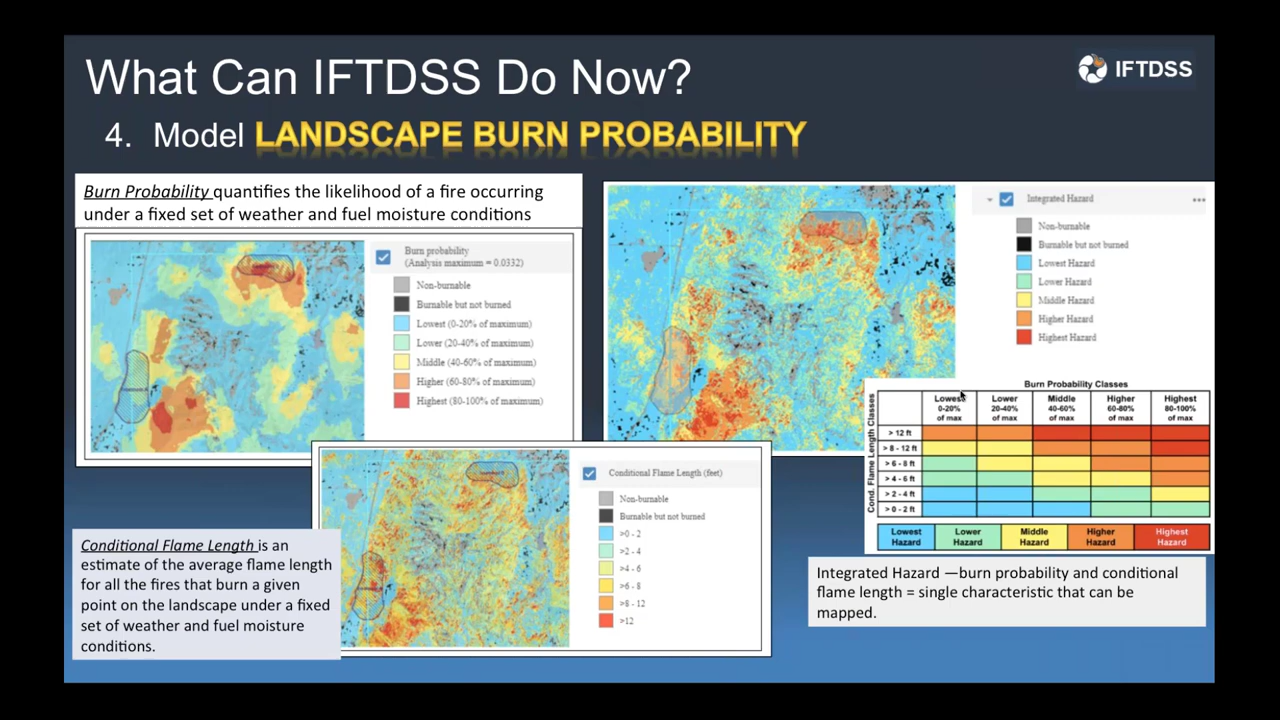 What Can IFTDSS Do Now?
IFTDSS
4. Model LANDSCAPE BURN PROBABILITY
Burn Probability quantifies the likelihood of a fire occurring
under a fixed set of weather and fuel moisture conditions
Burn probability
(Analysis maximum = 0.0332)
Non-burnable
Burnable but not burned
Lowest (0-20% of maximum)
Lower (20-40% of maximum)
Middle (40-60% of maximum)
Higher (60-80% of maximum)
Highest (80-100% of maximum)
Integrated Hazard
Non-burnable
Burnable but not burned
Lowest Hazard
Lower Hazard
Middle Hazard
Higher Hazard
Highest Hazard
Burn Probability Classes
Cond. Flame Length Classes
Lowest Lower Middle Higher Highest
0-20% 20-40% 40-60% 60-80% 80-100%
of max of max of max of max of max
> 12 ft
> 8 - 12 ft
> 6 - 8 ft
> 4 - 6 ft
> 2 - 4 ft
> 0 - 2 ft
Lowest Lower Middle Higher Highest
Hazard Hazard Hazard Hazard Hazard
Conditional Flame Length (feet)
Non-burnable
Burnable but not burned
>0 - 2
>2 - 4
>4 - 6
>6 - 8
>8 - 12
>12
Conditional Flame Length is an
estimate of the average flame length
for all the fires that burn a given
point on the landscape under a fixed
set of weather and fuel moisture
conditions.
Integrated Hazard —burn probability and conditional
flame length = single characteristic that can be
mapped.